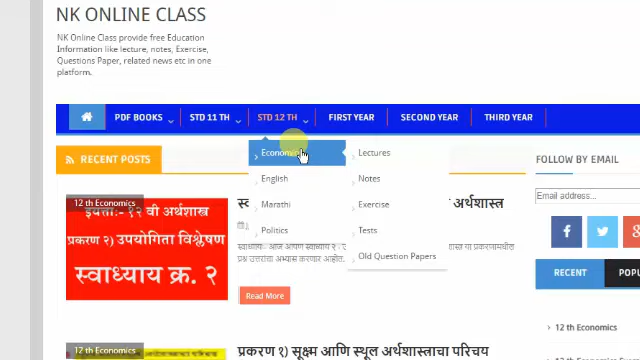 NK ONLINE CLASS
NK Online Class provide free Education
Information like lecture, notes, Exercise,
Questions Paper, related news etc in one
platform.
PDF BOOKS STD 11 TH STD 12 TH FIRST YEAR SECOND YEAR THIRD YEAR
Economics
English
Marathi
Politics
Lectures
Notes
Exercise
Tests
Old Question Papers
RECENT POSTS
12 th Economics
इयत्ता:- १२ वी अर्थशास्त्र
प्रकरण २) उपयोगिता विश्लेषण
स्वाध्याय क्र. २
अर्थशास्त्र
Read More
12 th Economics
प्रकरण १) सूक्ष्म आणि स्थूल अर्थशास्त्राचा परिचय
FOLLOW BY EMAIL
Email address...
RECENT
12 th Economics